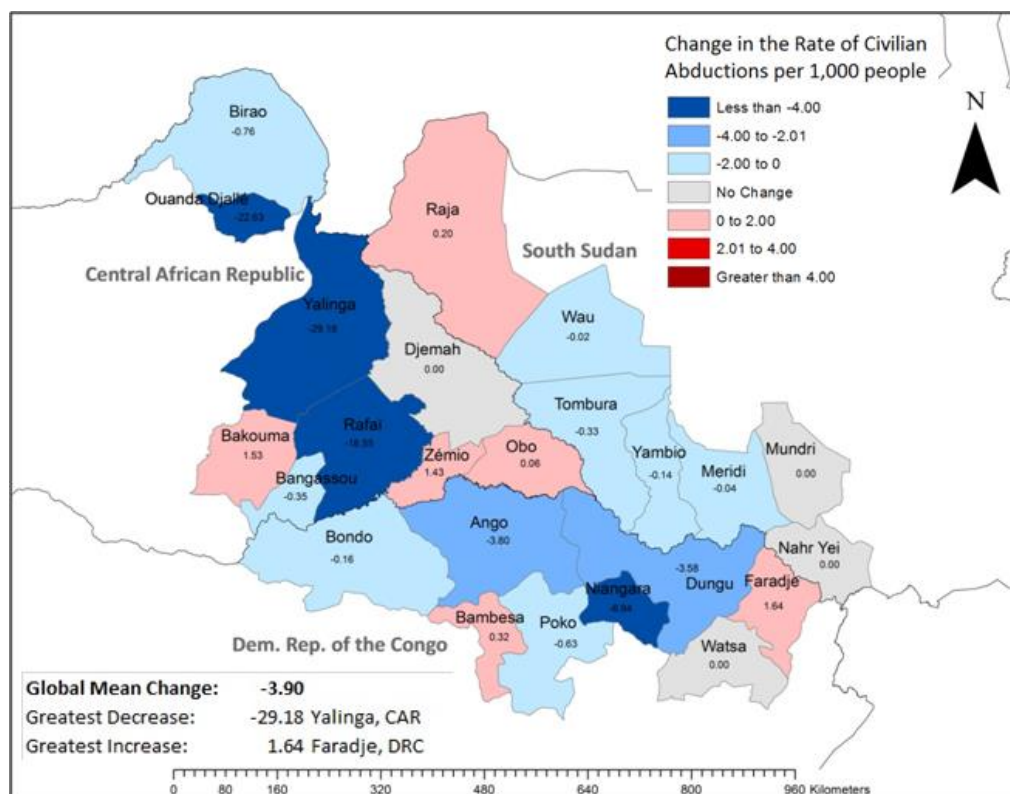 Change in the Rate of Civilian
Abductions per 1,000 people
Less than -4.00
-4.00 to -2.01
-2.00 to 0
No Change
0 to 2.00
2.01 to 4.00
Greater than 4.00
N
Birao
-0.76
Ouanda Djallé
-22.63
Raja
0.20
South Sudan
Central African Republic
Yalinga
-29.18
Wau
-0.02
Djemah
0.00
Tombura
-0.33
Bakouma
1.53
Rafaï
Zémio
1.43
Obo
0.06
Yambio
-0.14
Meridi
-0.04
Mundri
0.00
Bangassou
-0.35
Bondo
-0.16
Ango
-3.80
Nahr Yei
0.00
-3.58
Dungu
Faradje
1.64
Niangara
Bambesa
0.32
Poko
-0.63
Watsa
0.00
Dem. Rep. of the Congo
Global Mean Change: -3.90
Greatest Decrease: -29.18 Yalinga, CAR
Greatest Increase: 1.64 Faradje, DRC
0 80 160 320 480 640 800 960 Kilometers